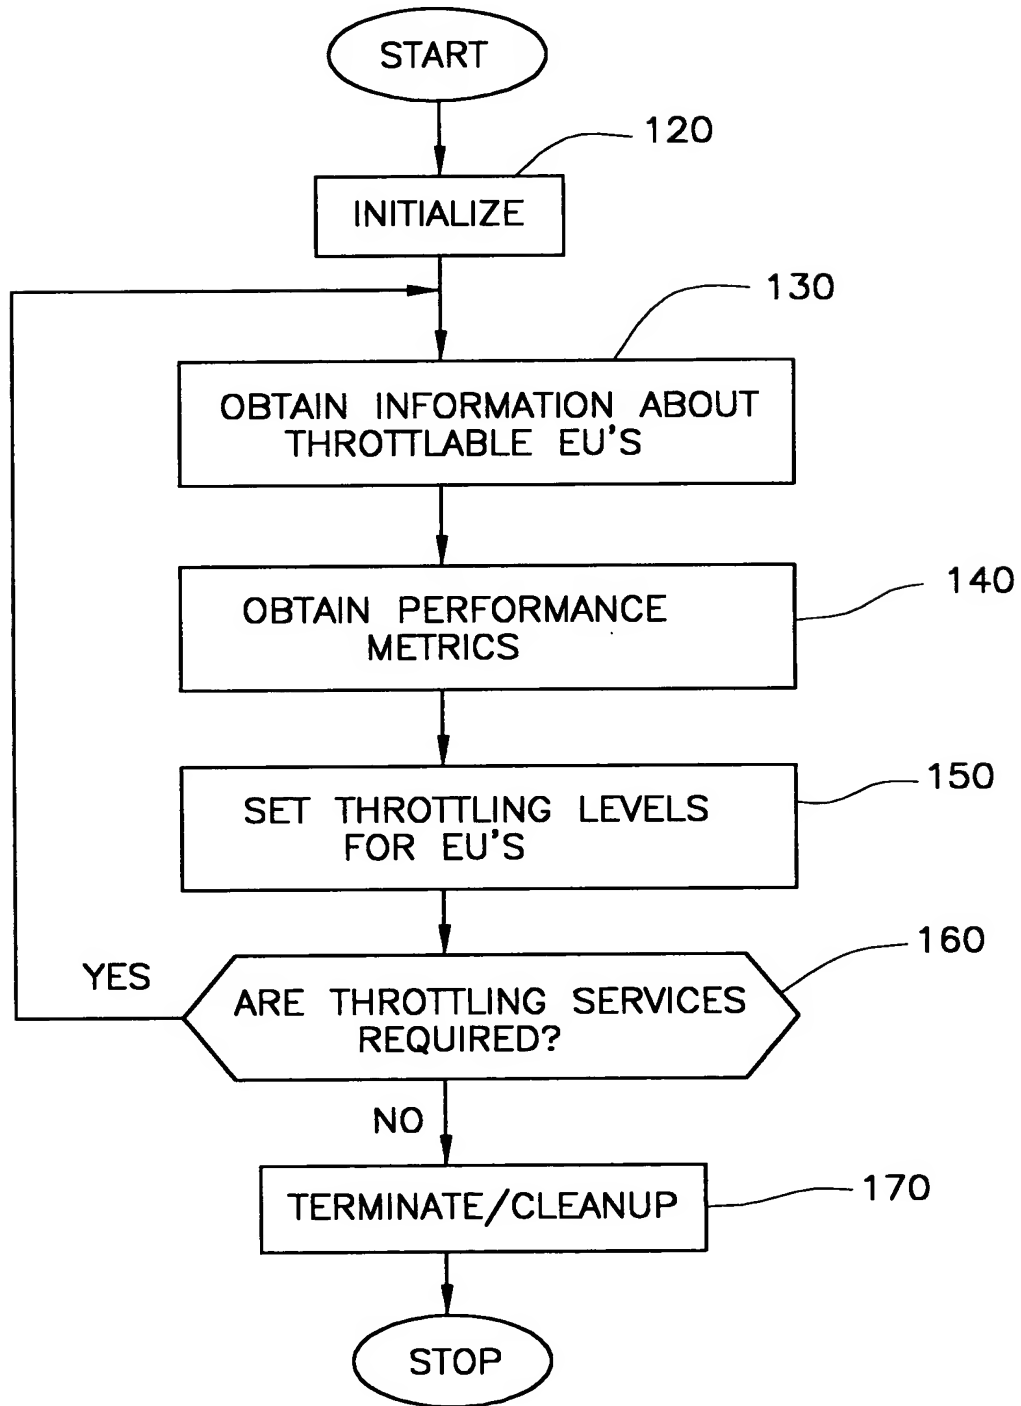 START
120
INITIALIZE
130
OBTAIN INFORMATION ABOUT
THROTTLABLE EU'S
140
OBTAIN PERFORMANCE
METRICS
150
SET THROTTLING LEVELS
FOR EU'S
160
YES
ARE THROTTLING SERVICES
REQUIRED?
NO
170
TERMINATE/CLEANUP
STOP